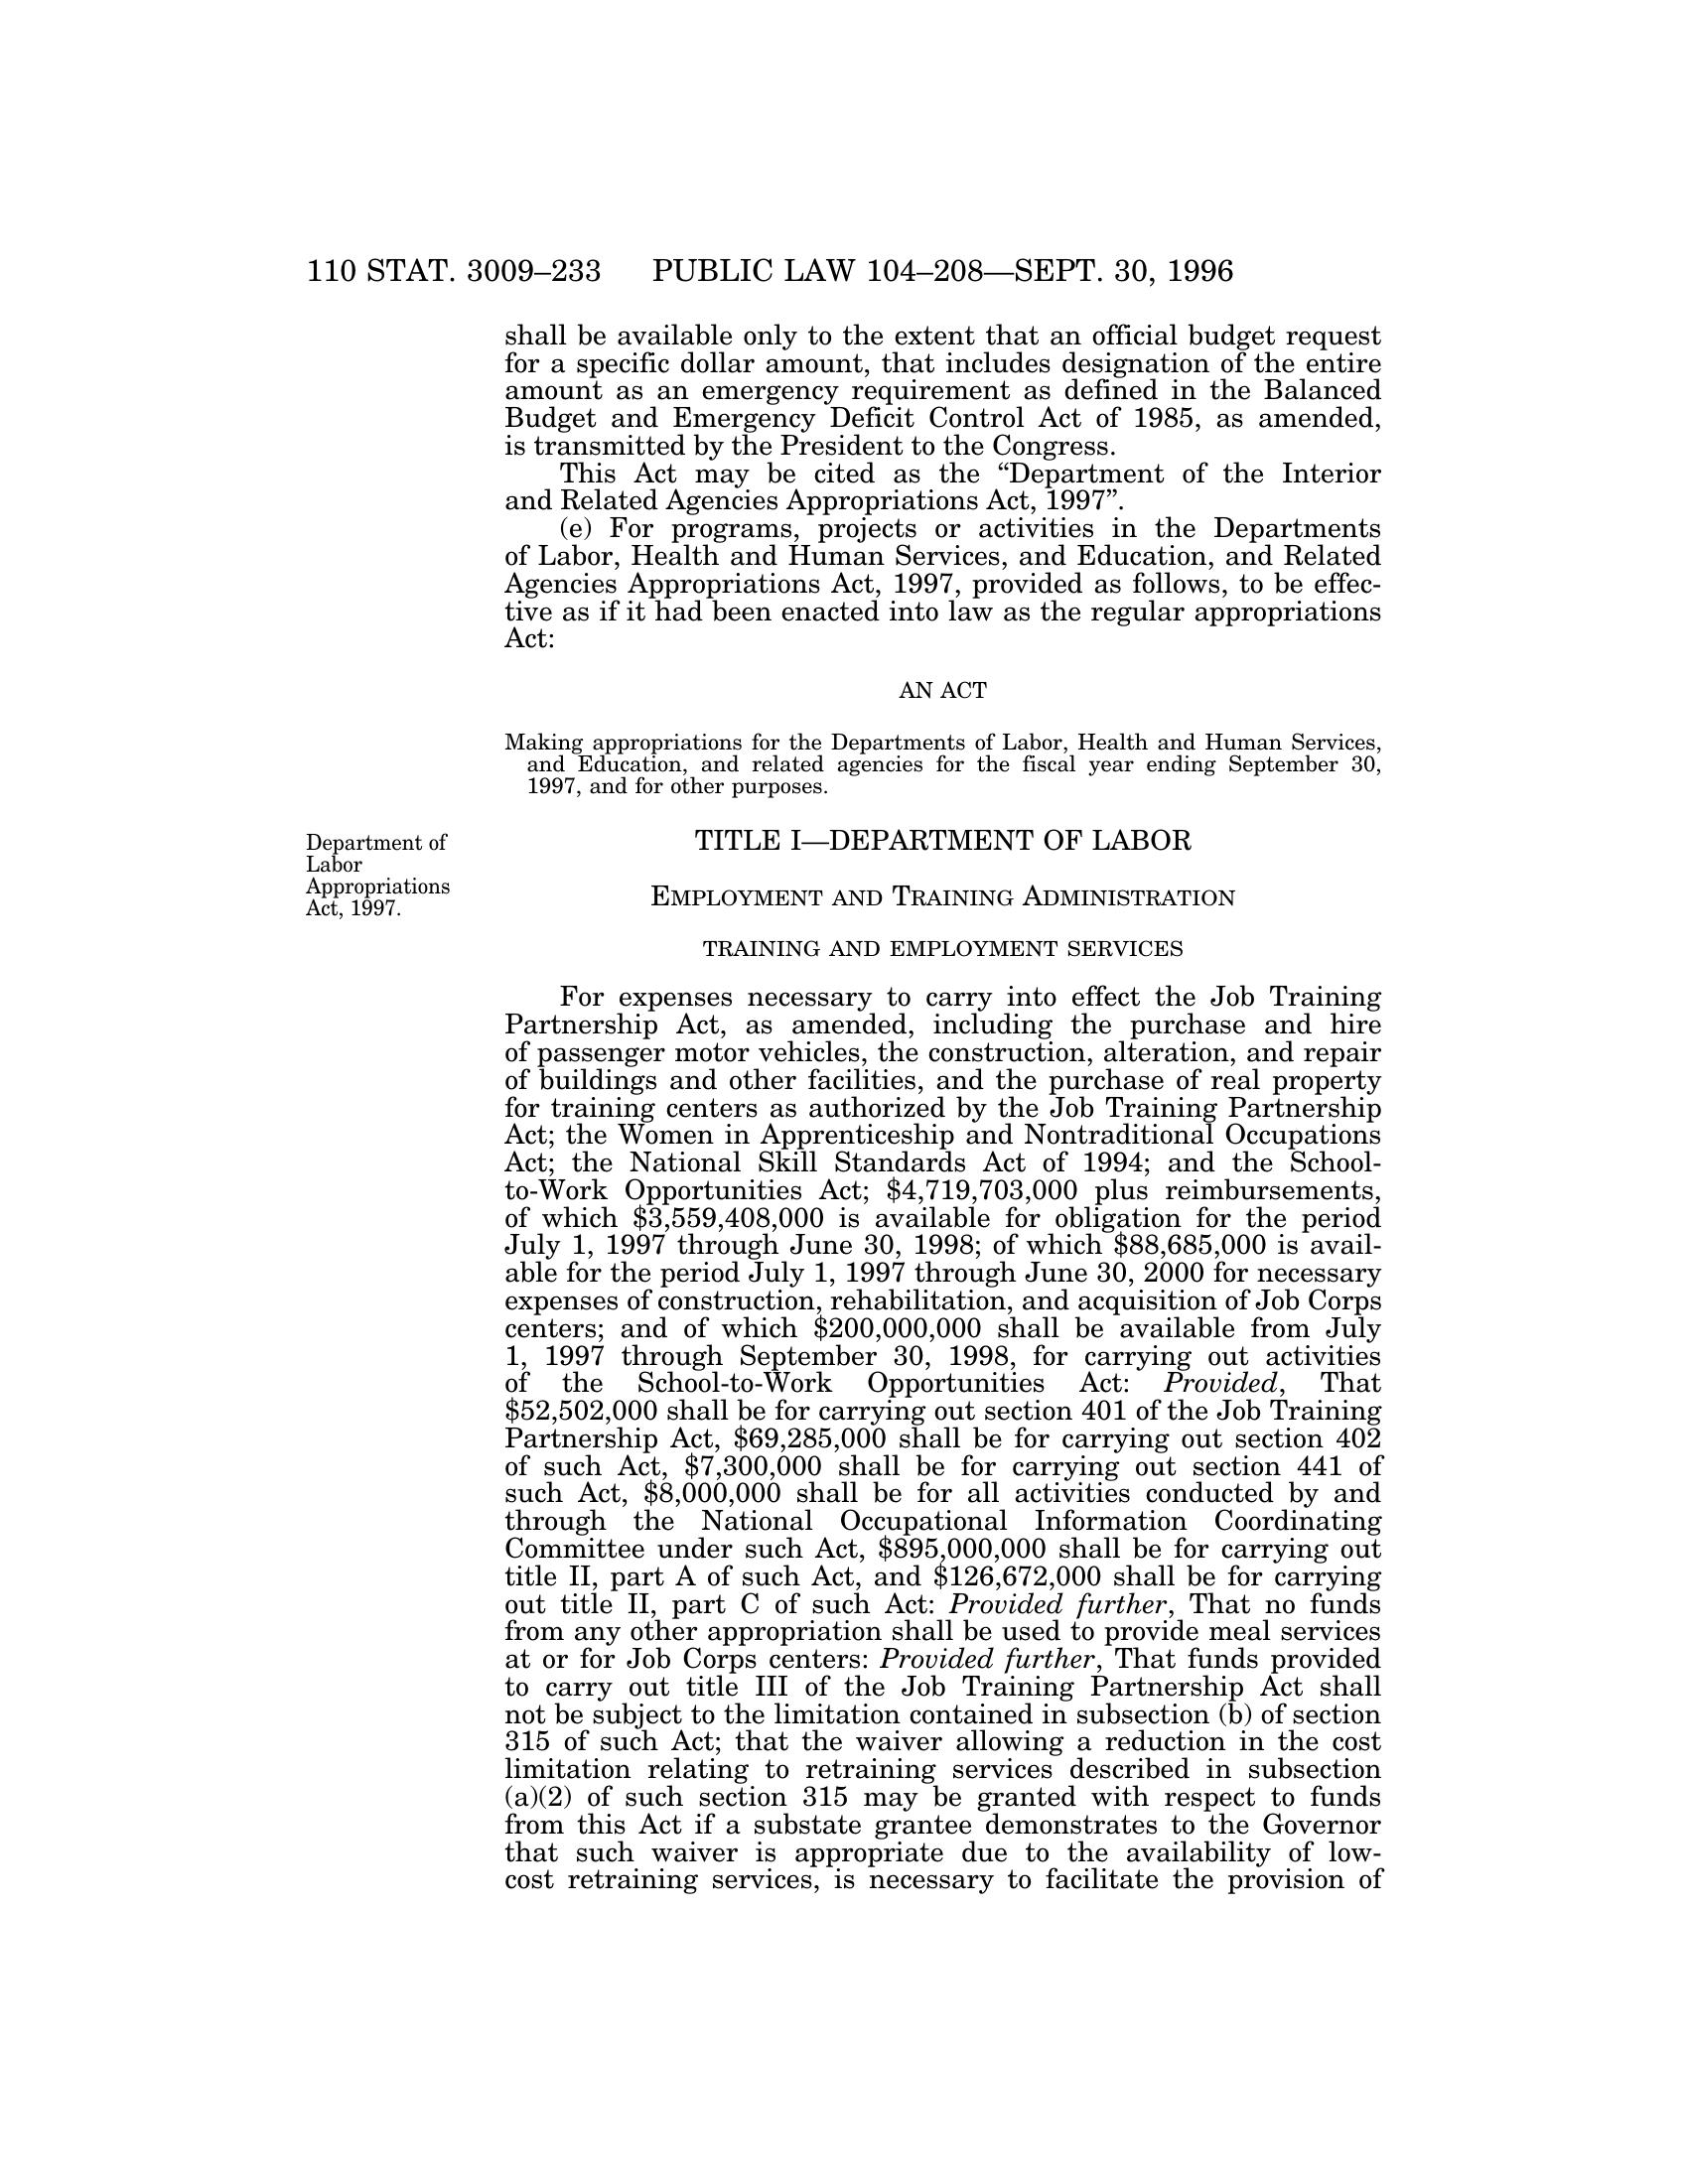 110 STAT. 3009–233 PUBLIC LAW 104–208—SEPT. 30, 1996
shall be available only to the extent that an official budget request
for a specific dollar amount, that includes designation of the entire
amount as an emergency requirement as defined in the Balanced
Budget and Emergency Deficit Control Act of 1985, as amended,
is transmitted by the President to the Congress.
This Act may be cited as the “Department of the Interior
and Related Agencies Appropriations Act, 1997”.
(e) For programs, projects or activities in the Departments
of Labor, Health and Human Services, and Education, and Related
Agencies Appropriations Act, 1997, provided as follows, to be effec-
tive as if it had been enacted into law as the regular appropriations
Act:
AN ACT
Making appropriations for the Departments of Labor, Health and Human Services,
and Education, and related agencies for the fiscal year ending September 30,
1997, and for other purposes.
Department of
Labor
Appropriations
Act, 1997.
TITLE I—DEPARTMENT OF LABOR
EMPLOYMENT AND TRAINING ADMINISTRATION
TRAINING AND EMPLOYMENT SERVICES
For expenses necessary to carry into effect the Job Training
Partnership Act, as amended, including the purchase and hire
of passenger motor vehicles, the construction, alteration, and repair
of buildings and other facilities, and the purchase of real property
for training centers as authorized by the Job Training Partnership
Act; the Women in Apprenticeship and Nontraditional Occupations
Act; the National Skill Standards Act of 1994; and the School-
to-Work Opportunities Act; $4,719,703,000 plus reimbursements,
of which $3,559,408,000 is available for obligation for the period
July 1, 1997 through June 30, 1998; of which $88,685,000 is avail-
able for the period July 1, 1997 through June 30, 2000 for necessary
expenses of construction, rehabilitation, and acquisition of Job Corps
centers; and of which $200,000,000 shall be available from July
1, 1997 through September 30, 1998, for carrying out activities
of the School-to-Work Opportunities Act: Provided, That
$52,502,000 shall be for carrying out section 401 of the Job Training
Partnership Act, $69,285,000 shall be for carrying out section 402
of such Act, $7,300,000 shall be for carrying out section 441 of
such Act, $8,000,000 shall be for all activities conducted by and
through the National Occupational Information Coordinating
Committee under such Act, $895,000,000 shall be for carrying out
title II, part A of such Act, and $126,672,000 shall be for carrying
out title II, part C of such Act: Provided further, That no funds
from any other appropriation shall be used to provide meal services
at or for Job Corps centers: Provided further, That funds provided
to carry out title III of the Job Training Partnership Act shall
not be subject to the limitation contained in subsection (b) of section
315 of such Act; that the waiver allowing a reduction in the cost
limitation relating to retraining services described in subsection
(a)(2) of such section 315 may be granted with respect to funds
from this Act if a substate grantee demonstrates to the Governor
that such waiver is appropriate due to the availability of low-
cost retraining services, is necessary to facilitate the provision of